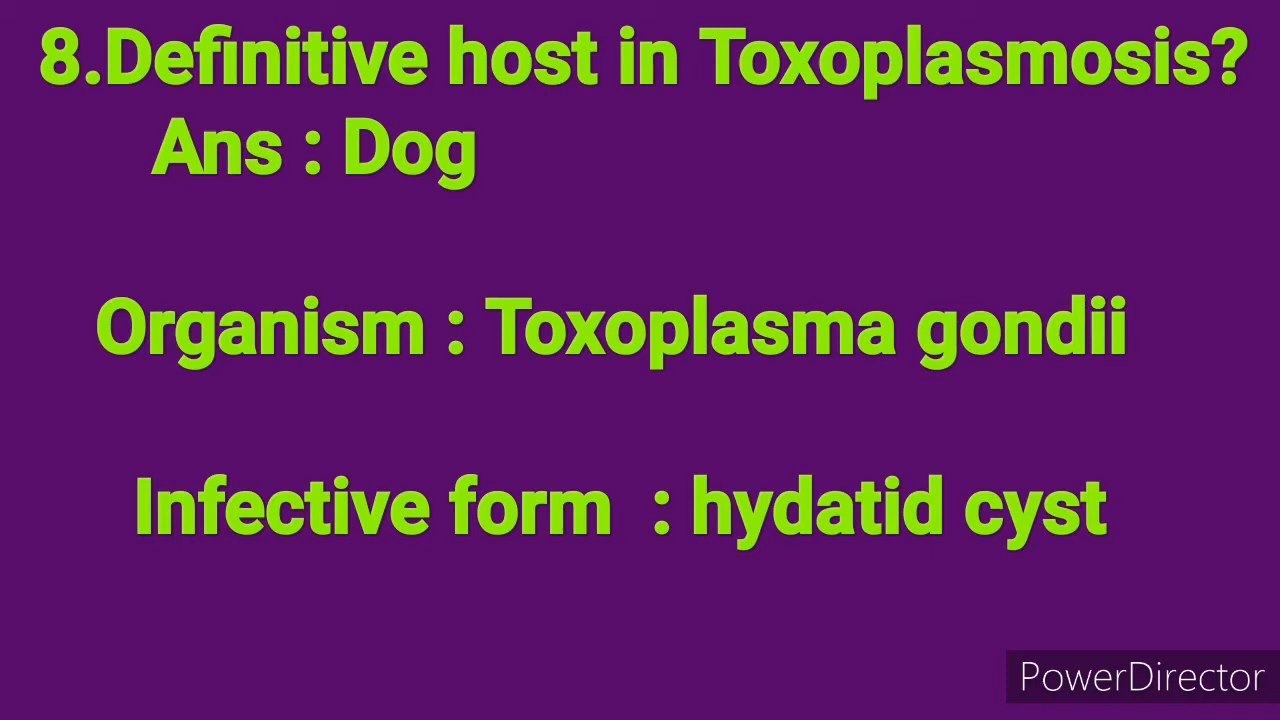 8.Definitive host in Toxoplasmosis?
Ans : Dog
Organism : Toxoplasma gondii
Infective form : hydatid cyst
PowerDirector